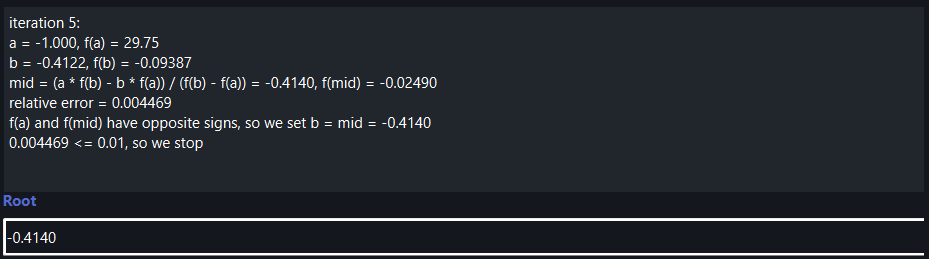 iteration 5:
a = -1.000, f(a) = 29.75
b = -0.4122, f(b) = -0.09387
mid = (a * f(b) - b * f(a)) / (f(b) - f(a)) = -0.4140, f(mid) = -0.02490
relative error = 0.004469
f(a) and f(mid) have opposite signs, so we set b = mid = -0.4140
0.004469 <= 0.01, so we stop
Root
-0.4140